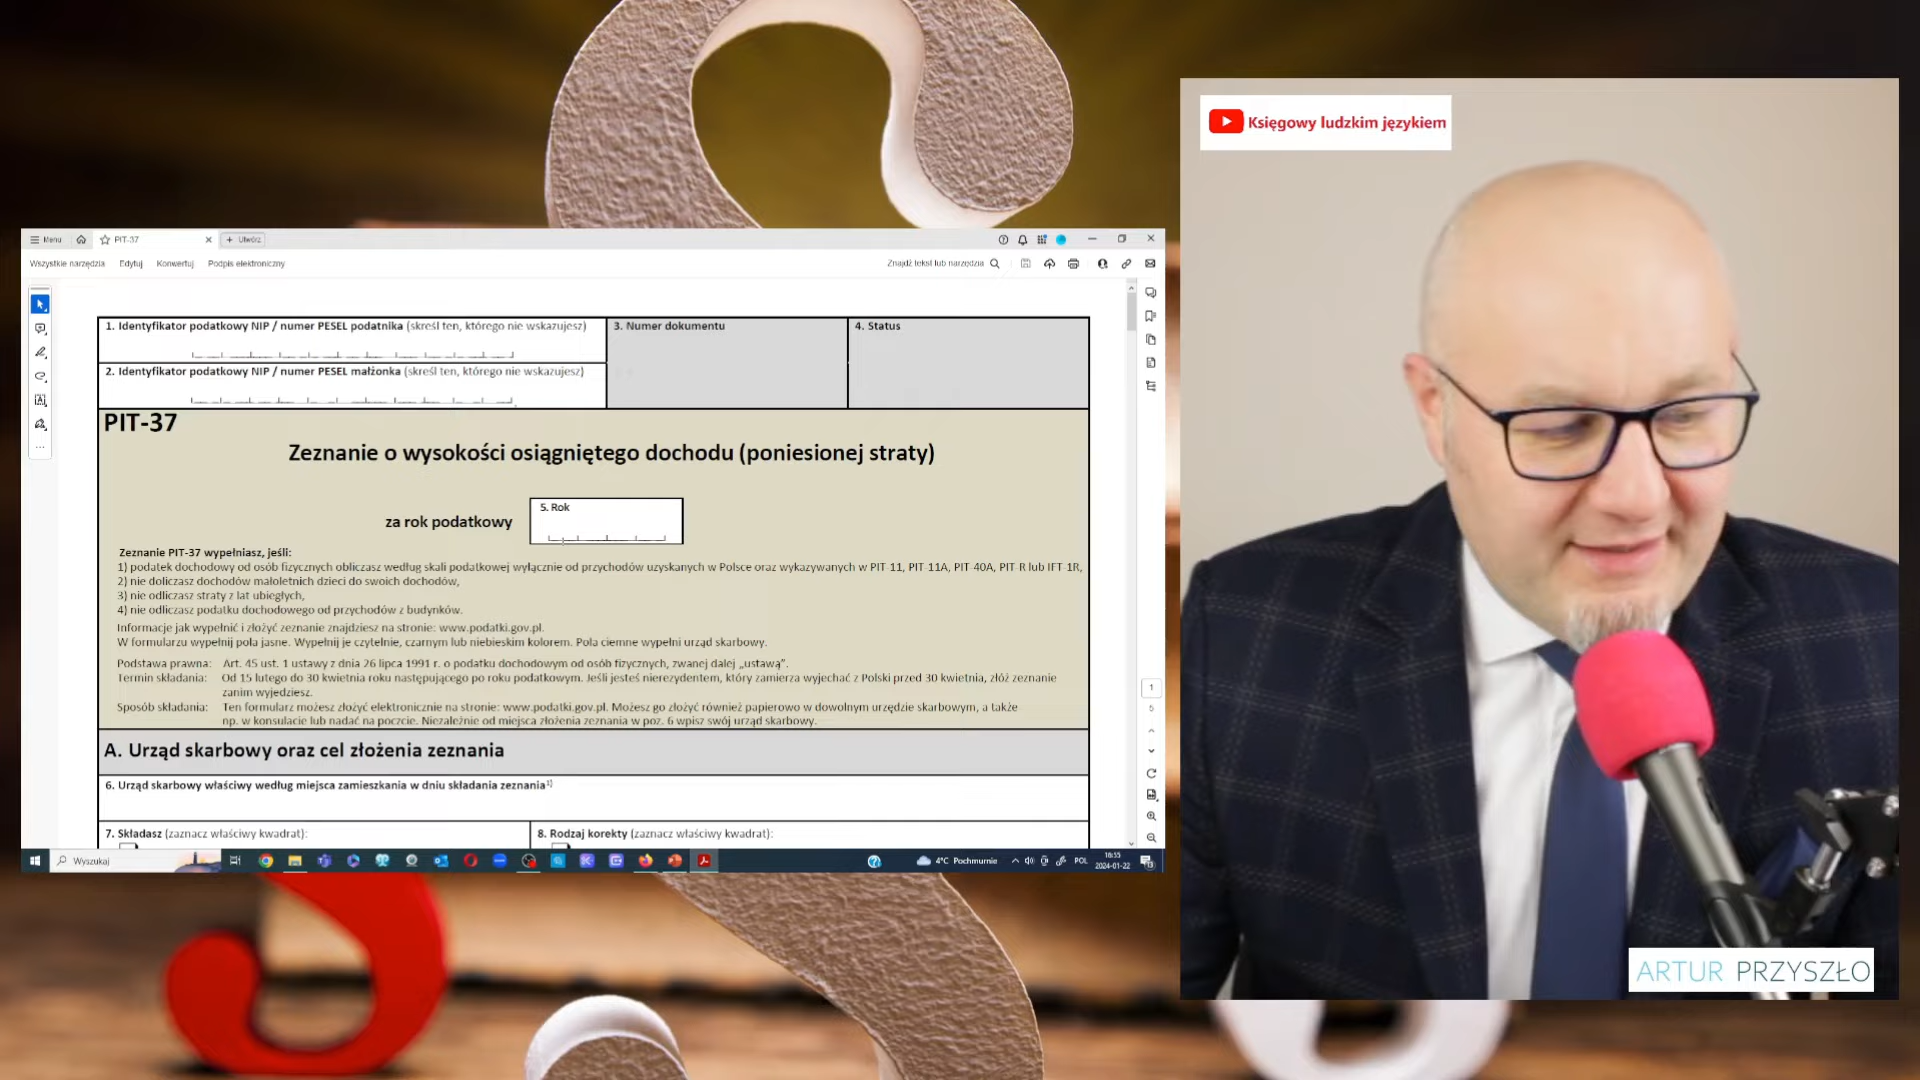 Księgowy ludzkim językiem
Menu
PIT-37
+ Utwórz
Wszystkie narzędzia
Edytuj
Konwertuj
Podpis elektroniczny
Znajdź tekst lub narzędzia
1. Identyfikator podatkowy NIP / numer PESEL podatnika (skreśl ten, którego nie wskazujesz)
3. Numer dokumentu
4. Status
2. Identyfikator podatkowy NIP / numer PESEL małżonka (skreśl ten, którego nie wskazujesz)
PIT-37
Zeznanie o wysokości osiągniętego dochodu (poniesionej straty)
5. Rok
za rok podatkowy
Zeznanie PIT-37 wypełniasz, jeśli:
1) podatek dochodowy od osób fizycznych obliczasz według skali podatkowej wyłącznie od przychodów uzyskanych w Polsce oraz wykazywanych w PIT-11, PIT-11A, PIT-40A, PIT-R lub IFT-1R,
2) nie doliczasz dochodów małoletnich dzieci do swoich dochodów,
3) nie odliczasz straty z lat ubiegłych,
4) nie odliczasz podatku dochodowego od przychodów z budynków.
Informacje jak wypełnić i złożyć zeznanie znajdziesz na stronie: www.podatki.gov.pl.
W formularzu wypełnij pola jasne. Wypełnij je czytelnie, czarnym lub niebieskim kolorem. Pola ciemne wypełni urząd skarbowy.
Podstawa prawna: Art. 45 ust. 1 ustawy z dnia 26 lipca 1991 r. o podatku dochodowym od osób fizycznych, zwanej dalej „ustawą”.
Termin składania: Od 15 lutego do 30 kwietnia roku następującego po roku podatkowym. Jeśli jesteś nierezydentem, który zamierza wyjechać z Polski przed 30 kwietnia, złóż zeznanie
zanim wyjedziesz.
Sposób składania: Ten formularz możesz złożyć elektronicznie na stronie: www.podatki.gov.pl. Możesz go złożyć również papierowo w dowolnym urzędzie skarbowym, a także
np. w konsulacie lub nadać na poczcie. Niezależnie od miejsca złożenia zeznania w poz. 6 wpisz swój urząd skarbowy.
1
5
A. Urząd skarbowy oraz cel złożenia zeznania
6. Urząd skarbowy właściwy według miejsca zamieszkania w dniu składania zeznania1)
7. Składasz (zaznacz właściwy kwadrat):
8. Rodzaj korekty (zaznacz właściwy kwadrat):
Wyszukaj
4°C Pochmurnie
POL
18:55
2024-01-22
ARTUR PRZYSZŁO